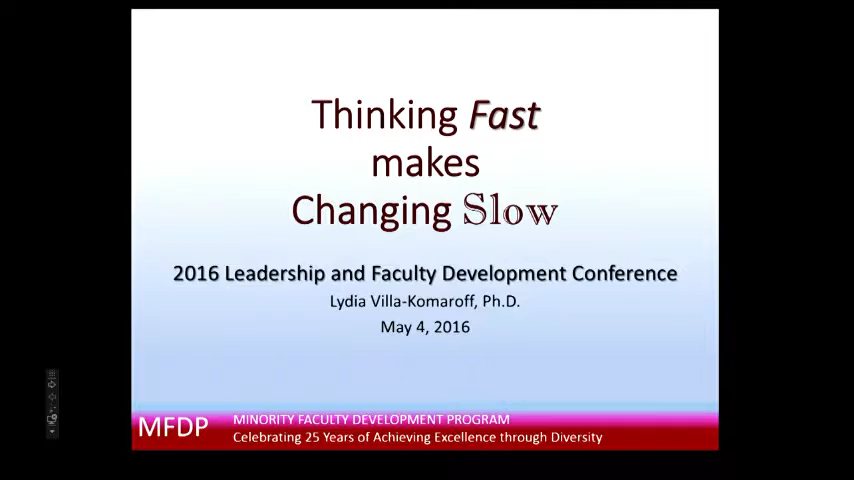 Thinking Fast
makes
Changing Slow
2016 Leadership and Faculty Development Conference
Lydia Villa-Komaroff, Ph.D.
May 4, 2016
MFDP
MINORITY FACULTY DEVELOPMENT PROGRAM
Celebrating 25 Years of Achieving Excellence through Diversity